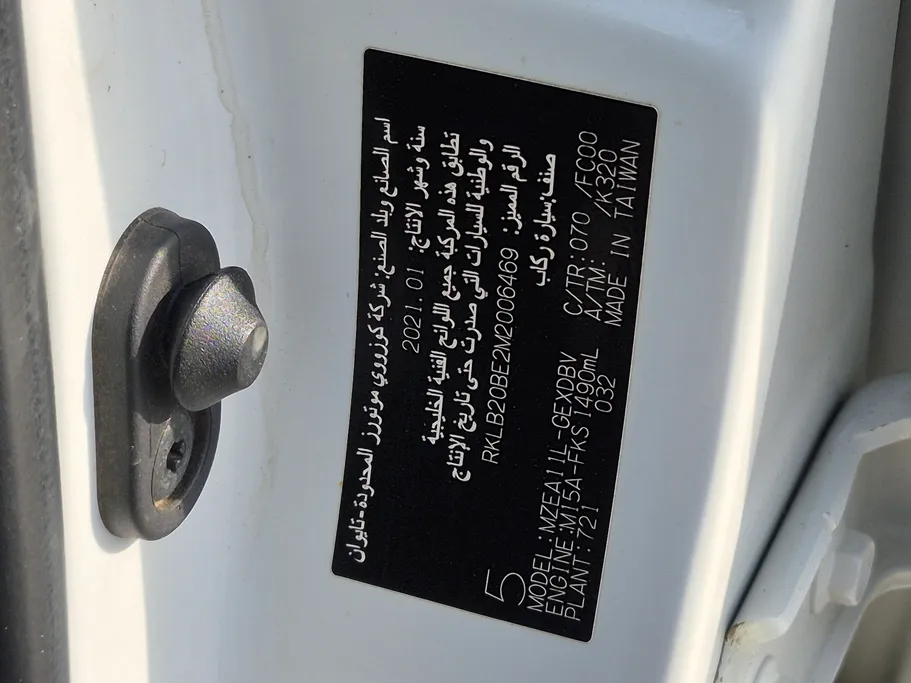 اسم الصانع وبلد الصنع: شركة كوزووي موتورز المحدودة-تايوان
سنة وشهر الانتاج: 2021.01
تطابق هذه المركبة جميع اللوائح الفنية الخليجية
والوطنية للسيارات التي صدرت حتى تاريخ الإنتاج
الرقم المميز: RKLB20BE2M2006469
صنف:سيارة ركاب
5
MODEL:MZEA11L-GEXDBV C/TR:070 /FC00
ENGINE:M15A-FKS 1490mL A/TM: /K320
PLANT:721 032 MADE IN TAIWAN